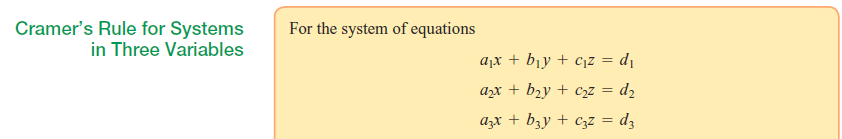 Cramer's Rule for Systems
in Three Variables
For the system of equations
a₁x + b₁y + c₁z = d₁
a₂x + b₂y + c₂z = d₂
a₃x + b₃y + c₃z = d₃